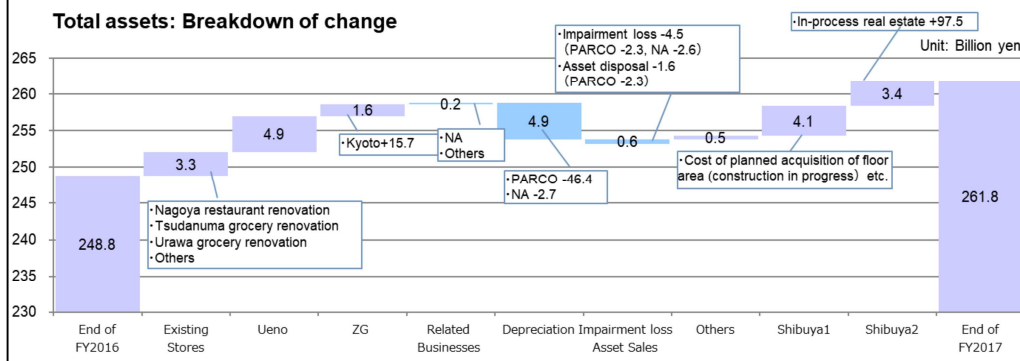 Total assets: Breakdown of change
Unit: Billion yen
265
260
255
250
245
240
235
230
248.8
3.3
4.9
1.6
0.2
4.9
0.6
0.5
4.1
3.4
261.8
・Nagoya restaurant renovation
・Tsudanuma grocery renovation
・Urawa grocery renovation
・Others
・Kyoto+15.7
・NA
・Others
・PARCO -46.4
・NA -2.7
・Impairment loss -4.5
(PARCO -2.3, NA -2.6)
・Asset disposal -1.6
(PARCO -2.3)
・Cost of planned acquisition of floor
area (construction in progress) etc.
・In-process real estate +97.5
End of
FY2016
Existing
Stores
Ueno
ZG
Related
Businesses
Depreciation
Impairment loss
Asset Sales
Others
Shibuya1
Shibuya2
End of
FY2017